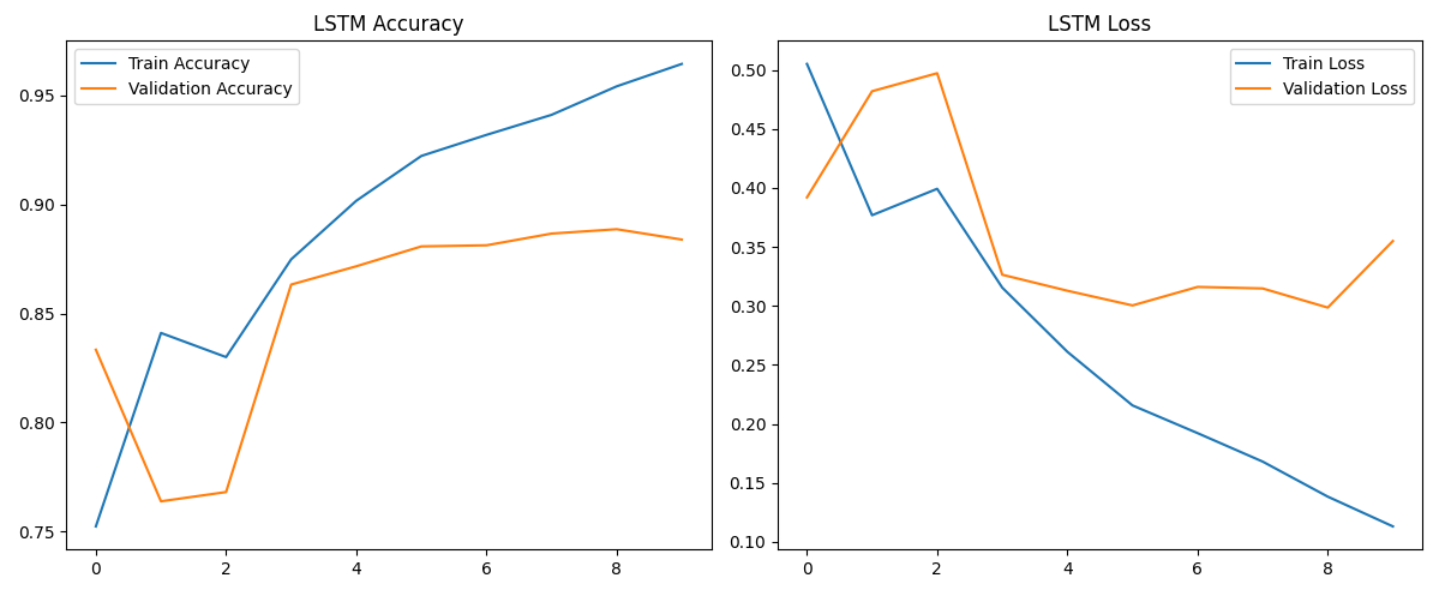 LSTM Accuracy
Train Accuracy
Validation Accuracy
0.95
0.90
0.85
0.80
0.75
0 2 4 6 8
LSTM Loss
Train Loss
Validation Loss
0.50
0.45
0.40
0.35
0.30
0.25
0.20
0.15
0.10
0 2 4 6 8